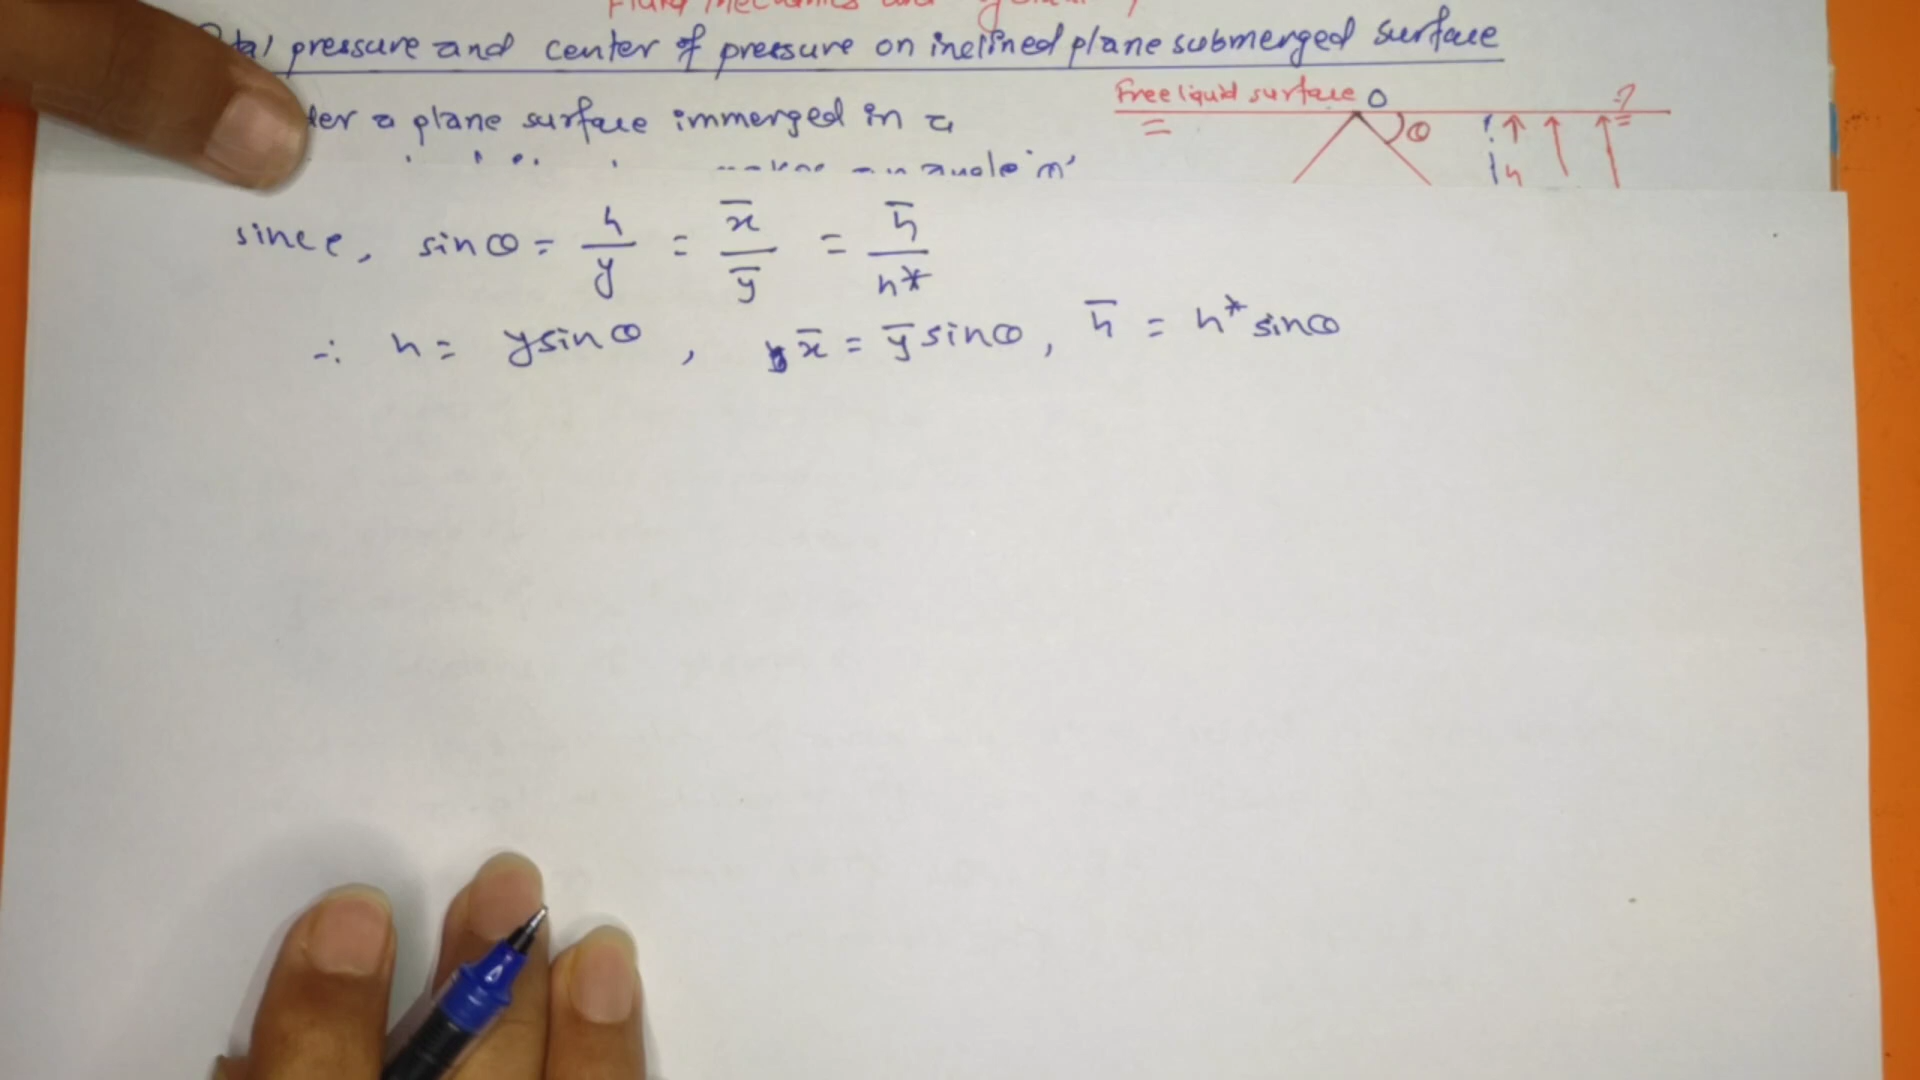 pressure and center of pressure on inclined plane submerged surface
a plane surface immerged in a
angle 'θ'
Free liquid surface O
θ
h
since, sinθ = h/y = x̄/ȳ = h̄/h*
∴ h = y sinθ, x̄ = ȳ sinθ, h̄ = h* sinθ